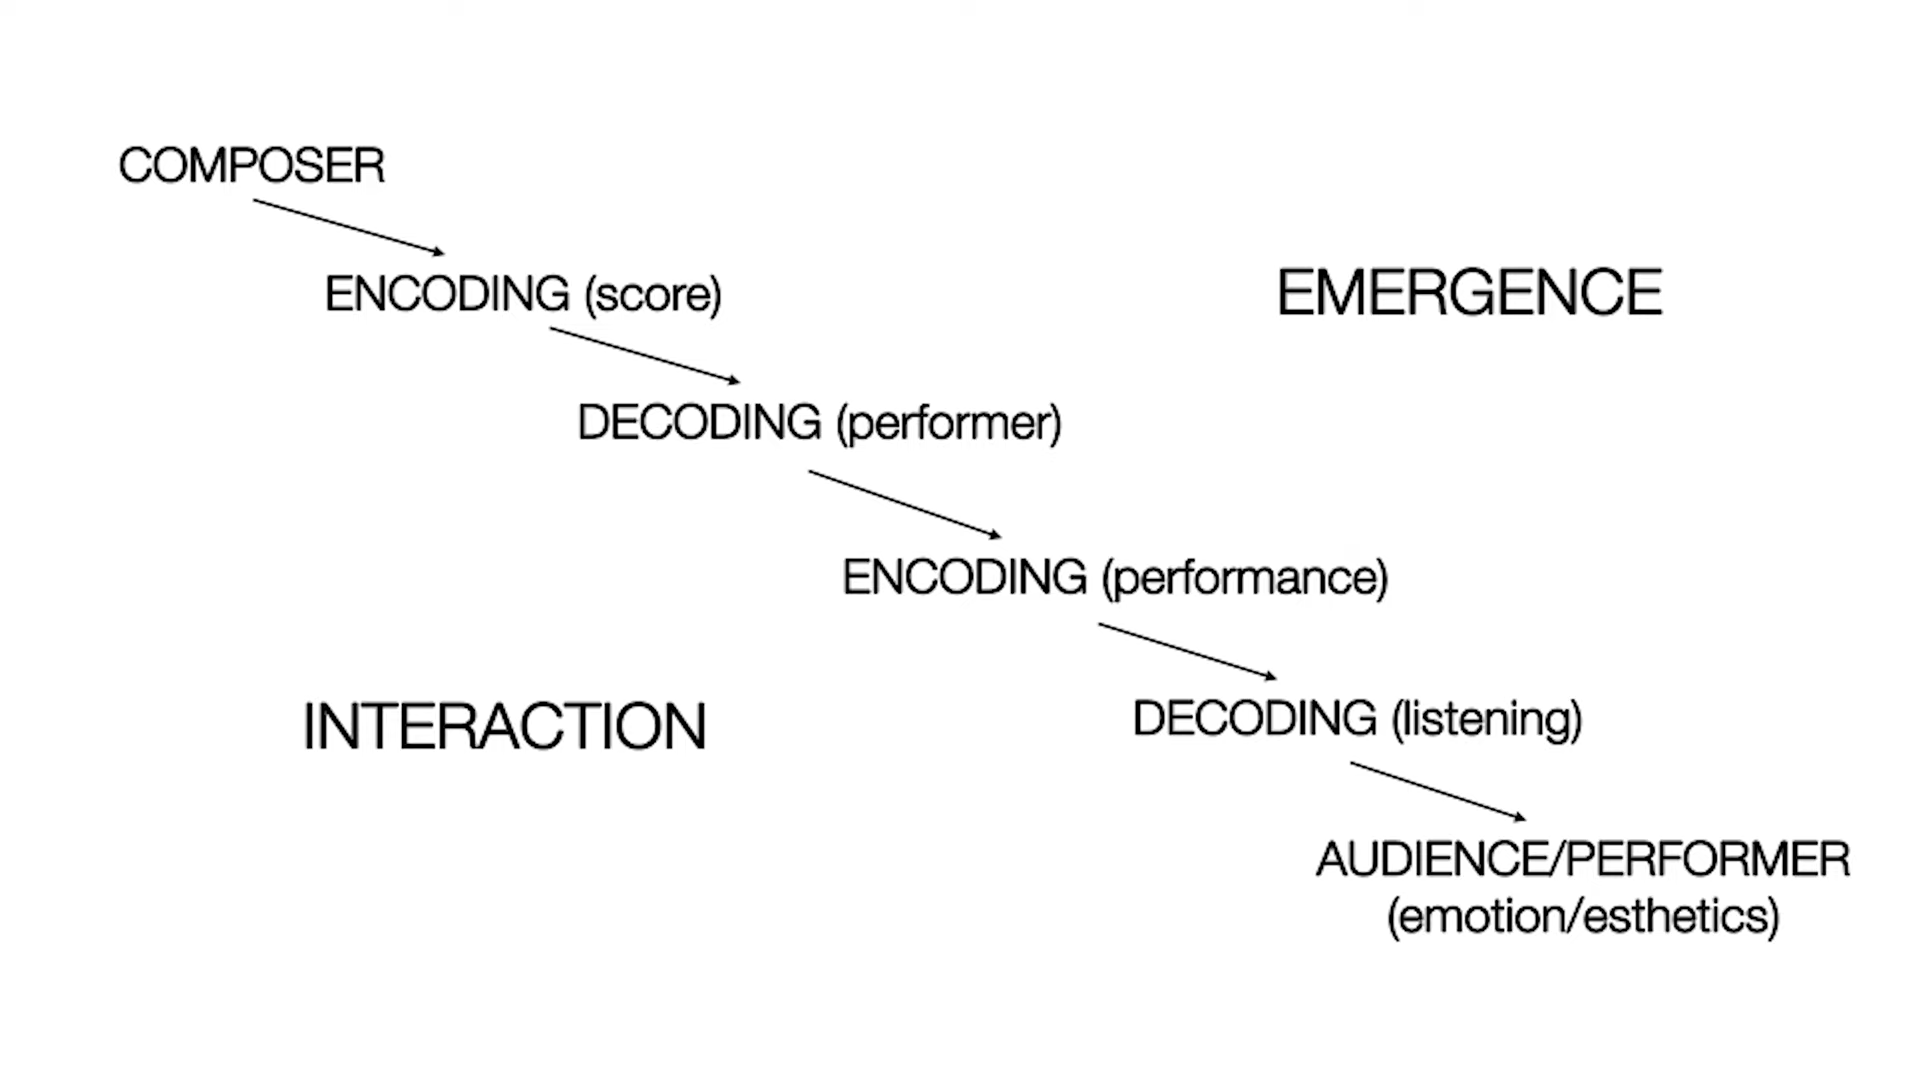 COMPOSER
ENCODING (score)
EMERGENCE
DECODING (performer)
ENCODING (performance)
INTERACTION
DECODING (listening)
AUDIENCE/PERFORMER
(emotion/esthetics)